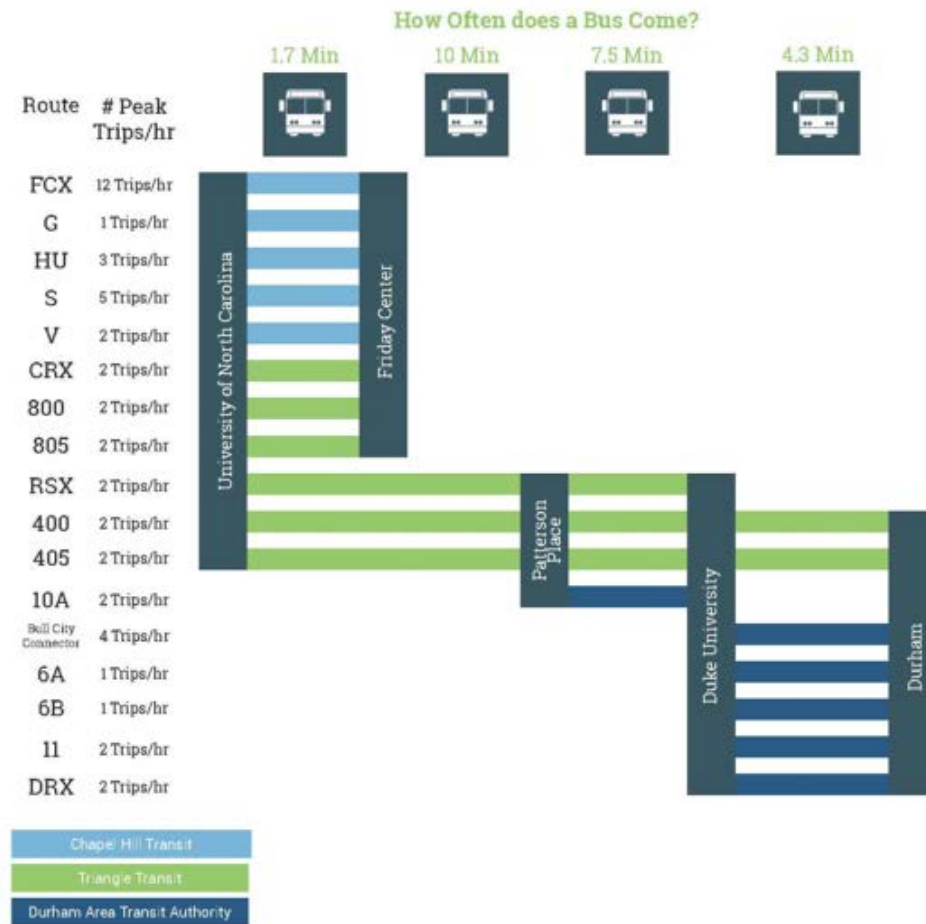 How Often does a Bus Come?
1.7 Min 10 Min 7.5 Min 4.3 Min
Route # Peak
Trips/hr
FCX 12 Trips/hr
G 1 Trips/hr
HU 3 Trips/hr
S 5 Trips/hr
V 2 Trips/hr
CRX 2 Trips/hr
800 2 Trips/hr
805 2 Trips/hr
RSX 2 Trips/hr
400 2 Trips/hr
405 2 Trips/hr
10A 2 Trips/hr
Bull City
Connector 4 Trips/hr
6A 1 Trips/hr
6B 1 Trips/hr
11 2 Trips/hr
DRX 2 Trips/hr
University of North Carolina
Friday Center
Patterson
Place
Duke University
Durham
Chapel Hill Transit
Triangle Transit
Durham Area Transit Authority